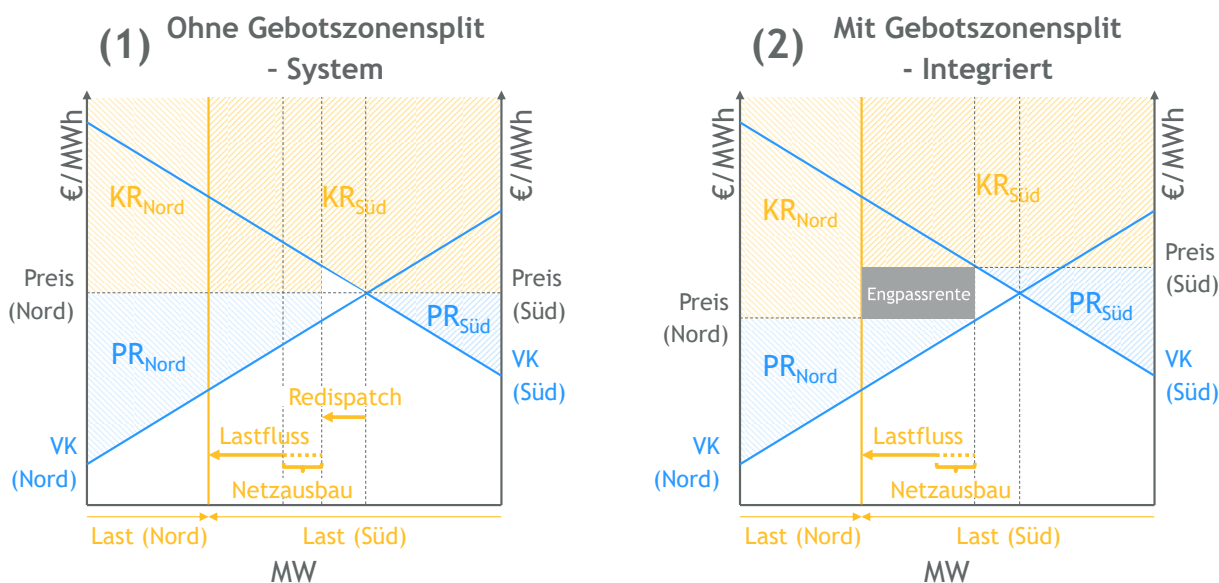 (1)
Ohne Gebotszonensplit
– System
€/MWh
€/MWh
KRNord
KRSüd
Preis
(Nord)
Preis
(Süd)
PRNord
PRSüd
VK
(Süd)
Redispatch
Lastfluss
VK
(Nord)
Netzausbau
Last (Nord)
Last (Süd)
MW
(2)
Mit Gebotszonensplit
- Integriert
€/MWh
€/MWh
KRNord
KRSüd
Preis
(Süd)
Engpassrente
Preis
(Nord)
PRSüd
PRNord
VK
(Süd)
Lastfluss
VK
(Nord)
Netzausbau
Last (Nord)
Last (Süd)
MW